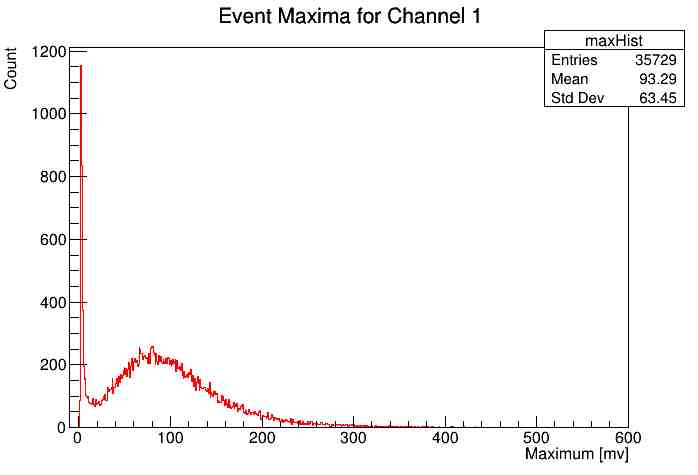 Event Maxima for Channel 1
maxHist
Entries 35729
Mean 93.29
Std Dev 63.45
Count
1200
1000
800
600
400
200
0
0 100 200 300 400 500 600
Maximum [mv]